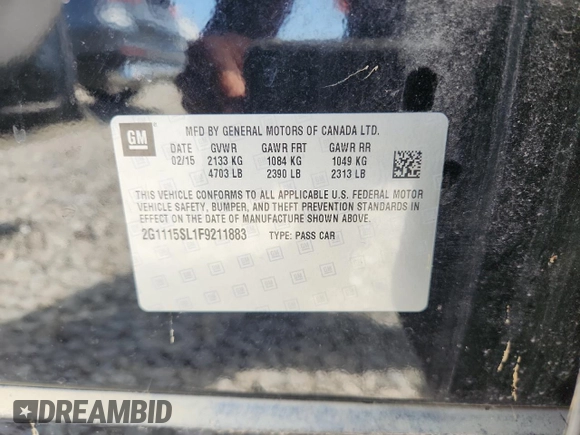 GM
MFD BY GENERAL MOTORS OF CANADA LTD.
DATE GVWR GAWR FRT GAWR RR
02/15 2133 KG 1084 KG 1049 KG
4703 LB 2390 LB 2313 LB
THIS VEHICLE CONFORMS TO ALL APPLICABLE U.S. FEDERAL MOTOR
VEHICLE SAFETY, BUMPER, AND THEFT PREVENTION STANDARDS IN
EFFECT ON THE DATE OF MANUFACTURE SHOWN ABOVE.
2G1115SL1F9211883 TYPE: PASS CAR
DREAMBID